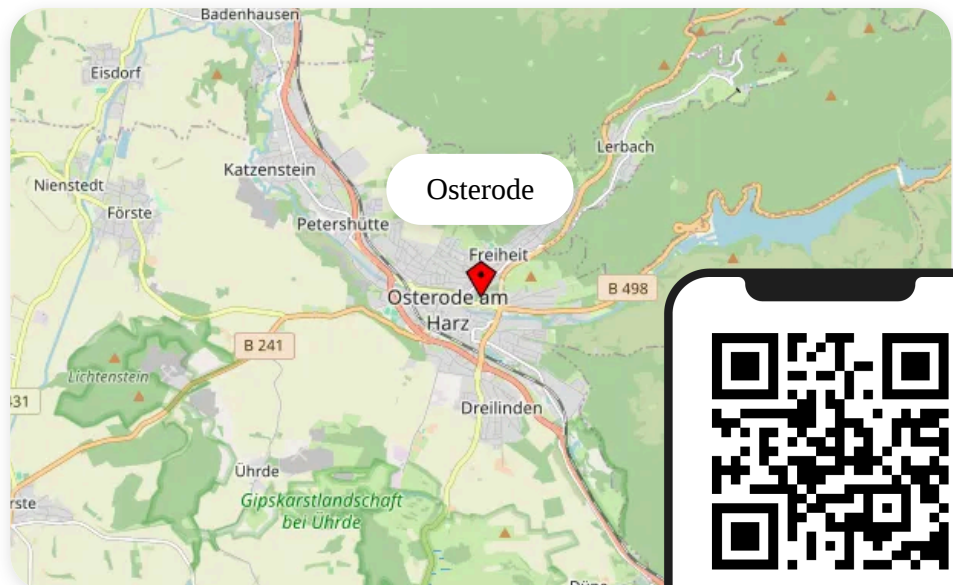 Badenhausen
Eisdorf
Lerbach
Katzenstein
Osterode
Nienstedt
Förste
Petershütte
Freiheit
B 498
Osterode am
Harz
B 241
Lichtenstein
Dreilinden
Ührde
Gipskarstlandschaft
bei Ührde